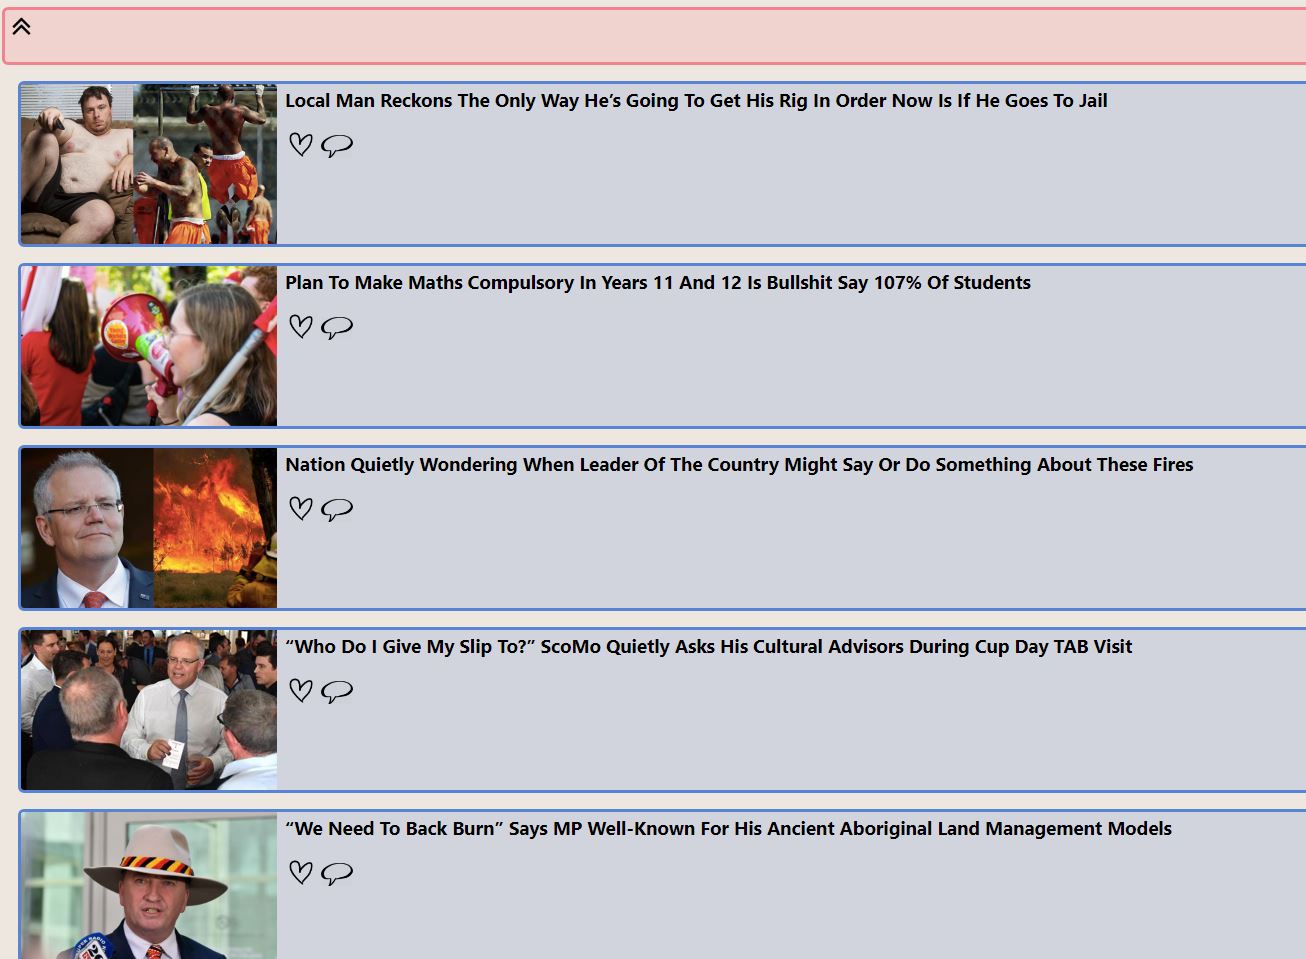 Local Man Reckons The Only Way He’s Going To Get His Rig In Order Now Is If He Goes To Jail
Plan To Make Maths Compulsory In Years 11 And 12 Is Bullshit Say 107% Of Students
Nation Quietly Wondering When Leader Of The Country Might Say Or Do Something About These Fires
“Who Do I Give My Slip To?” ScoMo Quietly Asks His Cultural Advisors During Cup Day TAB Visit
“We Need To Back Burn” Says MP Well-Known For His Ancient Aboriginal Land Management Models